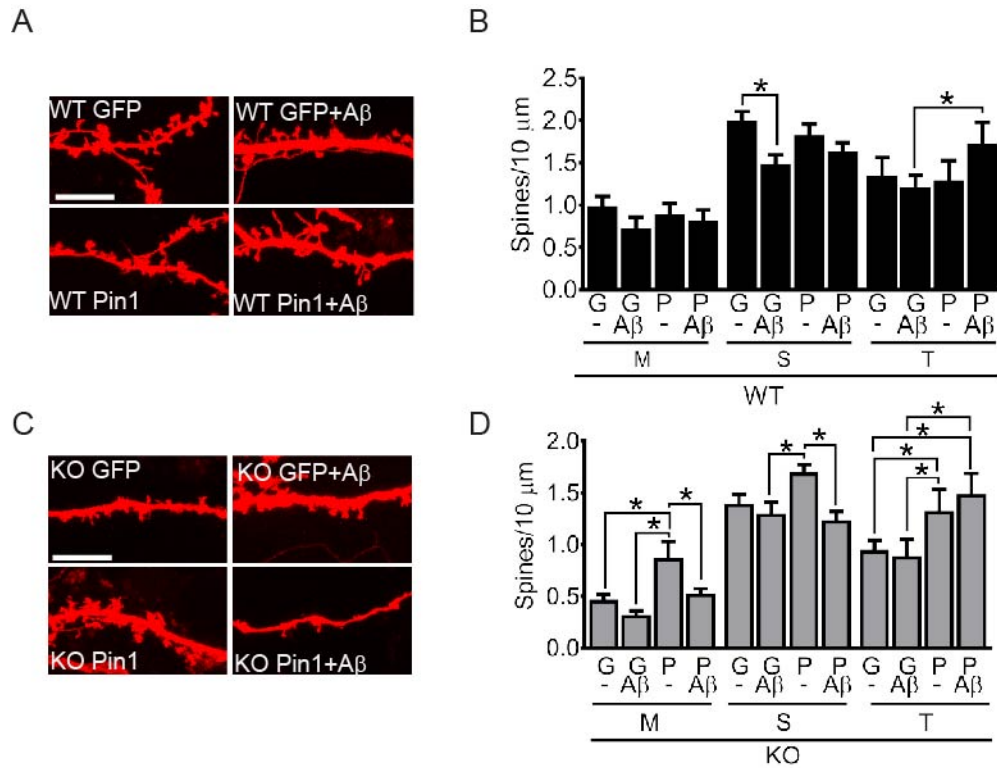 A
WT GFP
WT GFP+Aβ
WT Pin1
WT Pin1+Aβ
B
Spines/10 μm
2.5
2.0
1.5
1.0
0.5
0.0
*
*
G G P P G G P P G G P P
- Aβ - Aβ - Aβ - Aβ - Aβ - Aβ
M S T
WT
C
KO GFP
KO GFP+Aβ
KO Pin1
KO Pin1+Aβ
D
Spines/10 μm
2.0
1.5
1.0
0.5
0.0
* * * * * * * * *
G G P P G G P P G G P P
- Aβ - Aβ - Aβ - Aβ - Aβ - Aβ
M S T
KO